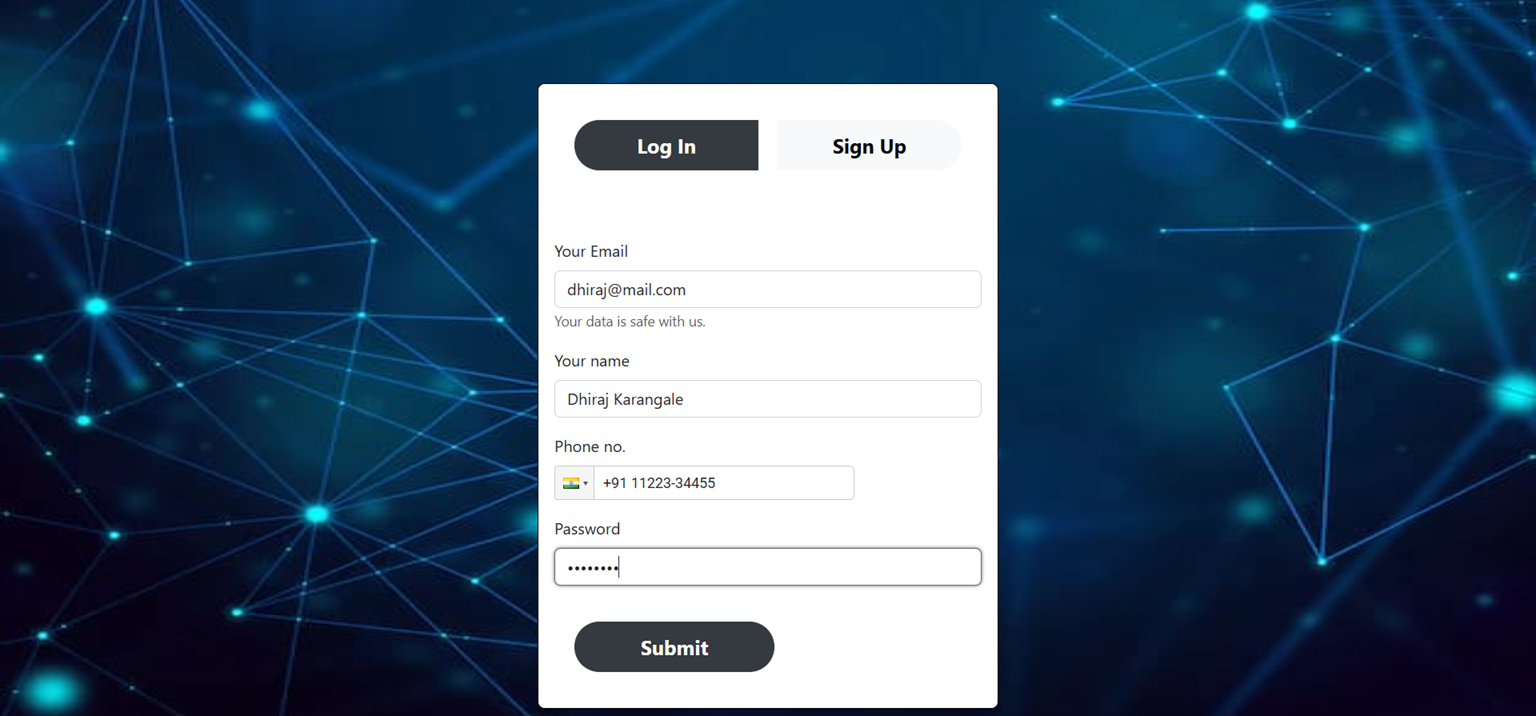 Log In Sign Up
Your Email
dhiraj@mail.com
Your data is safe with us.
Your name
Dhiraj Karangale
Phone no.
+91 11223-34455
Password
••••••••
Submit